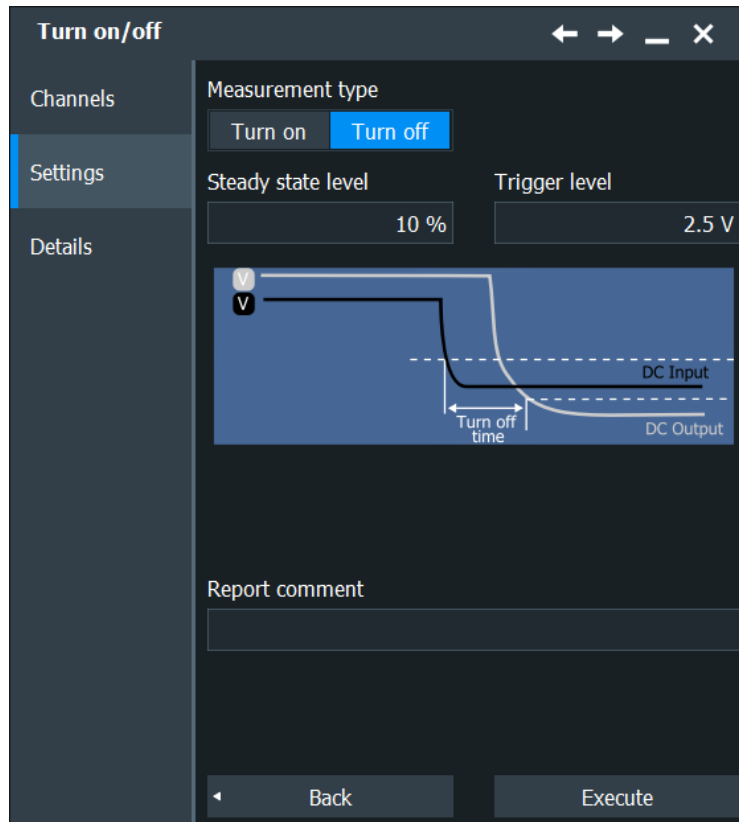 Turn on/off
Channels
Settings
Details
Measurement type
Turn on Turn off
Steady state level Trigger level
10 % 2.5 V
V
V
DC Input
Turn off
time
DC Output
Report comment
Back Execute